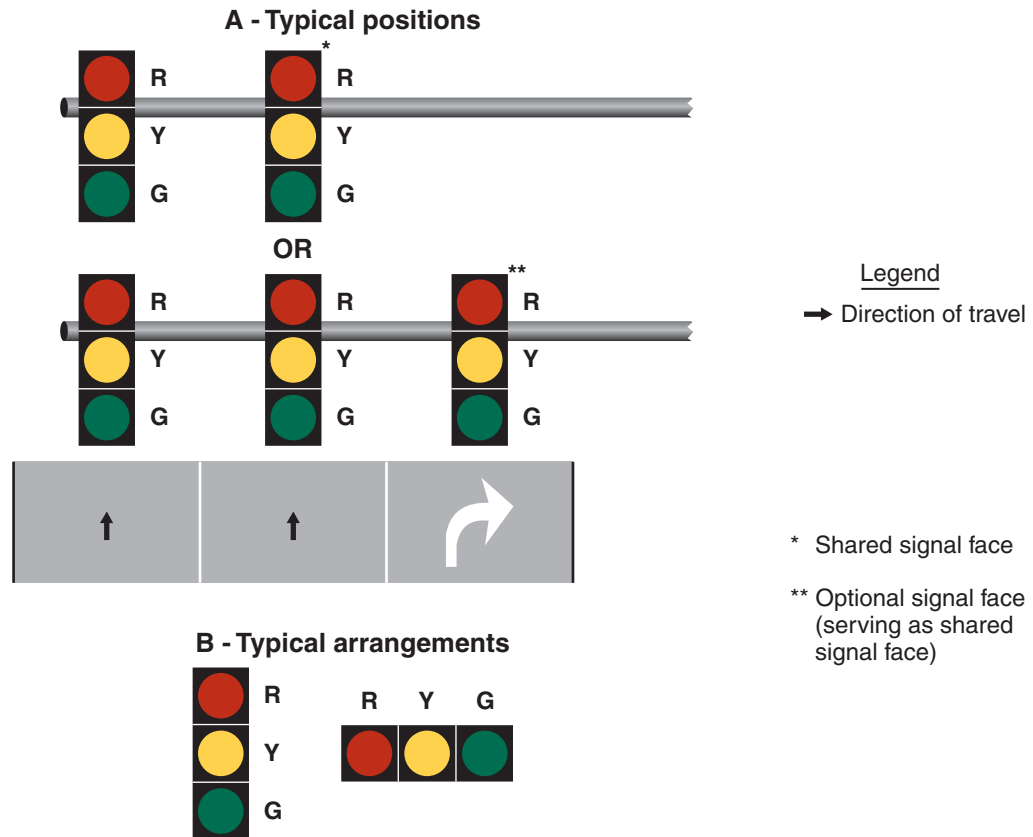 A - Typical positions
*
R R
Y Y
G G
OR
**
R R R
Y Y Y
G G G
Legend
Direction of travel
* Shared signal face
** Optional signal face
(serving as shared
signal face)
B - Typical arrangements
R
Y
G
R Y G